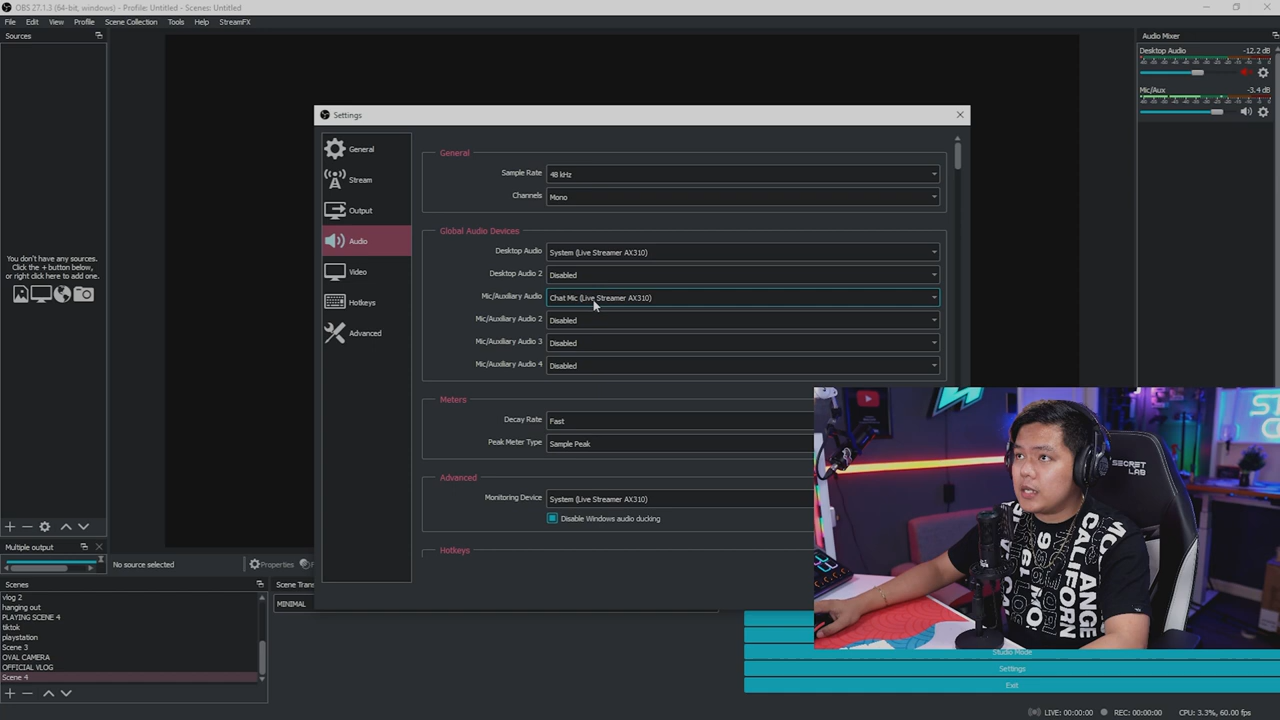 OBS 27.1.3 (64-bit, windows) - Profile: Untitled - Scenes: Untitled
File Edit View Profile Scene Collection Tools Help StreamFX
Sources
Audio Mixer
Desktop Audio -12.2 dB
Mic/Aux -3.4 dB
Settings
General
Stream
Output
Audio
Video
Hotkeys
Advanced
General
Sample Rate 48 kHz
Channels Mono
Global Audio Devices
Desktop Audio System (Live Streamer AX310)
Desktop Audio 2 Disabled
Mic/Auxiliary Audio Chat Mic (Live Streamer AX310)
Mic/Auxiliary Audio 2 Disabled
Mic/Auxiliary Audio 3 Disabled
Mic/Auxiliary Audio 4 Disabled
Meters
Decay Rate Fast
Peak Meter Type Sample Peak
Advanced
Monitoring Device System (Live Streamer AX310)
Disable Windows audio ducking
Hotkeys
You don't have any sources.
Click the + button below,
or right click here to add one.
Multiple output
No source selected
Properties
Scenes
Scene Trans
MINIMAL
vlog 2
hanging out
PLAYING SCENE 4
tiktok
playstation
Scene 3
OVAL CAMERA
OFFICIAL VLOG
Scene 4
SECRET
LAB
CALIFORN
Studio Mode
Settings
Exit
LIVE: 00:00:00 REC: 00:00:00 CPU: 3.3%, 60.00 fps